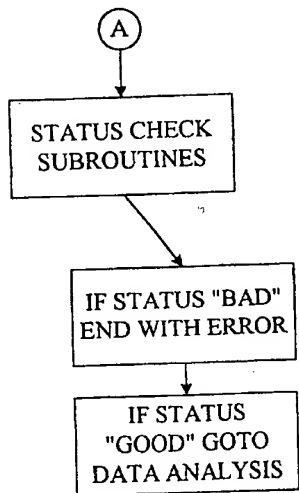 A
STATUS CHECK
SUBROUTINES
IF STATUS "BAD"
END WITH ERROR
IF STATUS
"GOOD" GOTO
DATA ANALYSIS